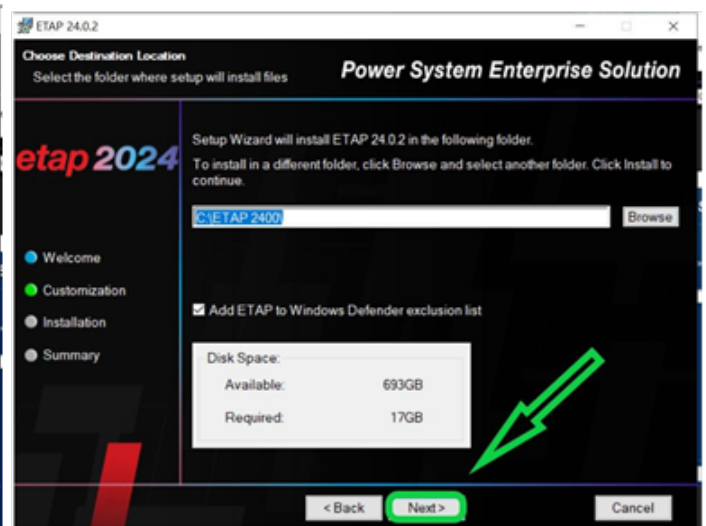 ETAP 24.0.2
Choose Destination Location
Select the folder where setup will install files
Power System Enterprise Solution
etap 2024
Setup Wizard will install ETAP 24.0.2 in the following folder.
To install in a different folder, click Browse and select another folder. Click Install to
continue.
C:\ETAP 2400\
Browse
Welcome
Customization
Installation
Summary
Add ETAP to Windows Defender exclusion list
Disk Space:
Available: 693GB
Required: 17GB
< Back
Next >
Cancel